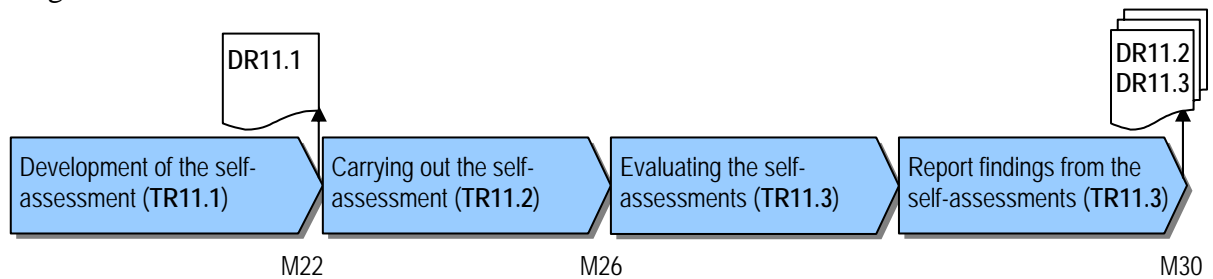 DR11.1
DR11.2
DR11.3
Development of the self-
assessment (TR11.1)
Carrying out the self-
assessment (TR11.2)
Evaluating the self-
assessments (TR11.3)
Report findings from the
self-assessments (TR11.3)
M22
M26
M30